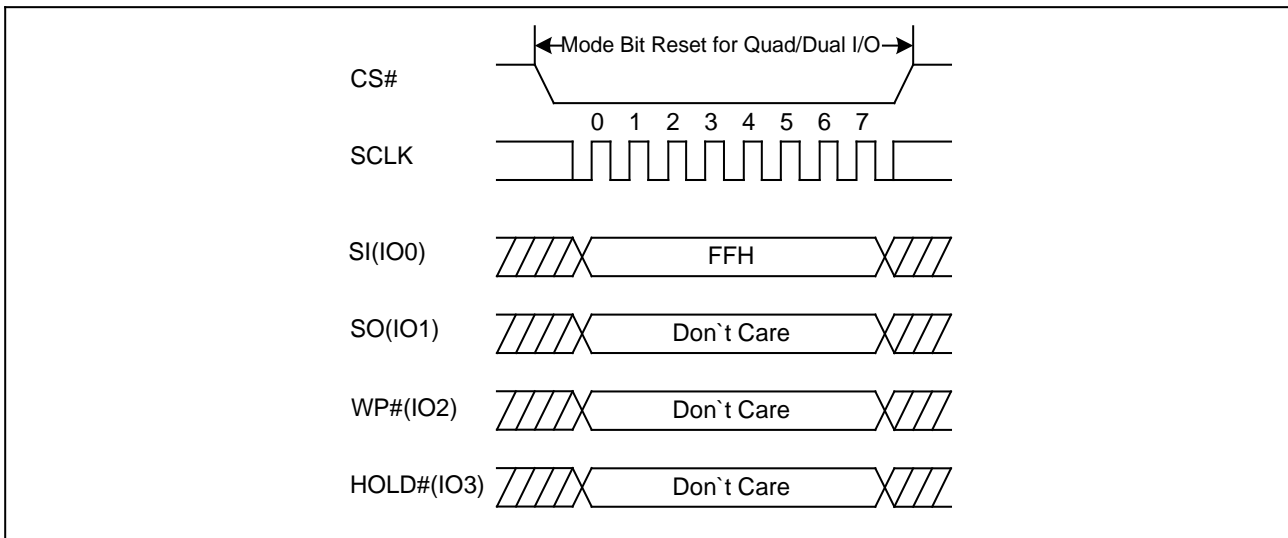 Mode Bit Reset for Quad/Dual I/O
CS#
0 1 2 3 4 5 6 7
SCLK
SI(IO0) FFH
SO(IO1) Don`t Care
WP#(IO2) Don`t Care
HOLD#(IO3) Don`t Care